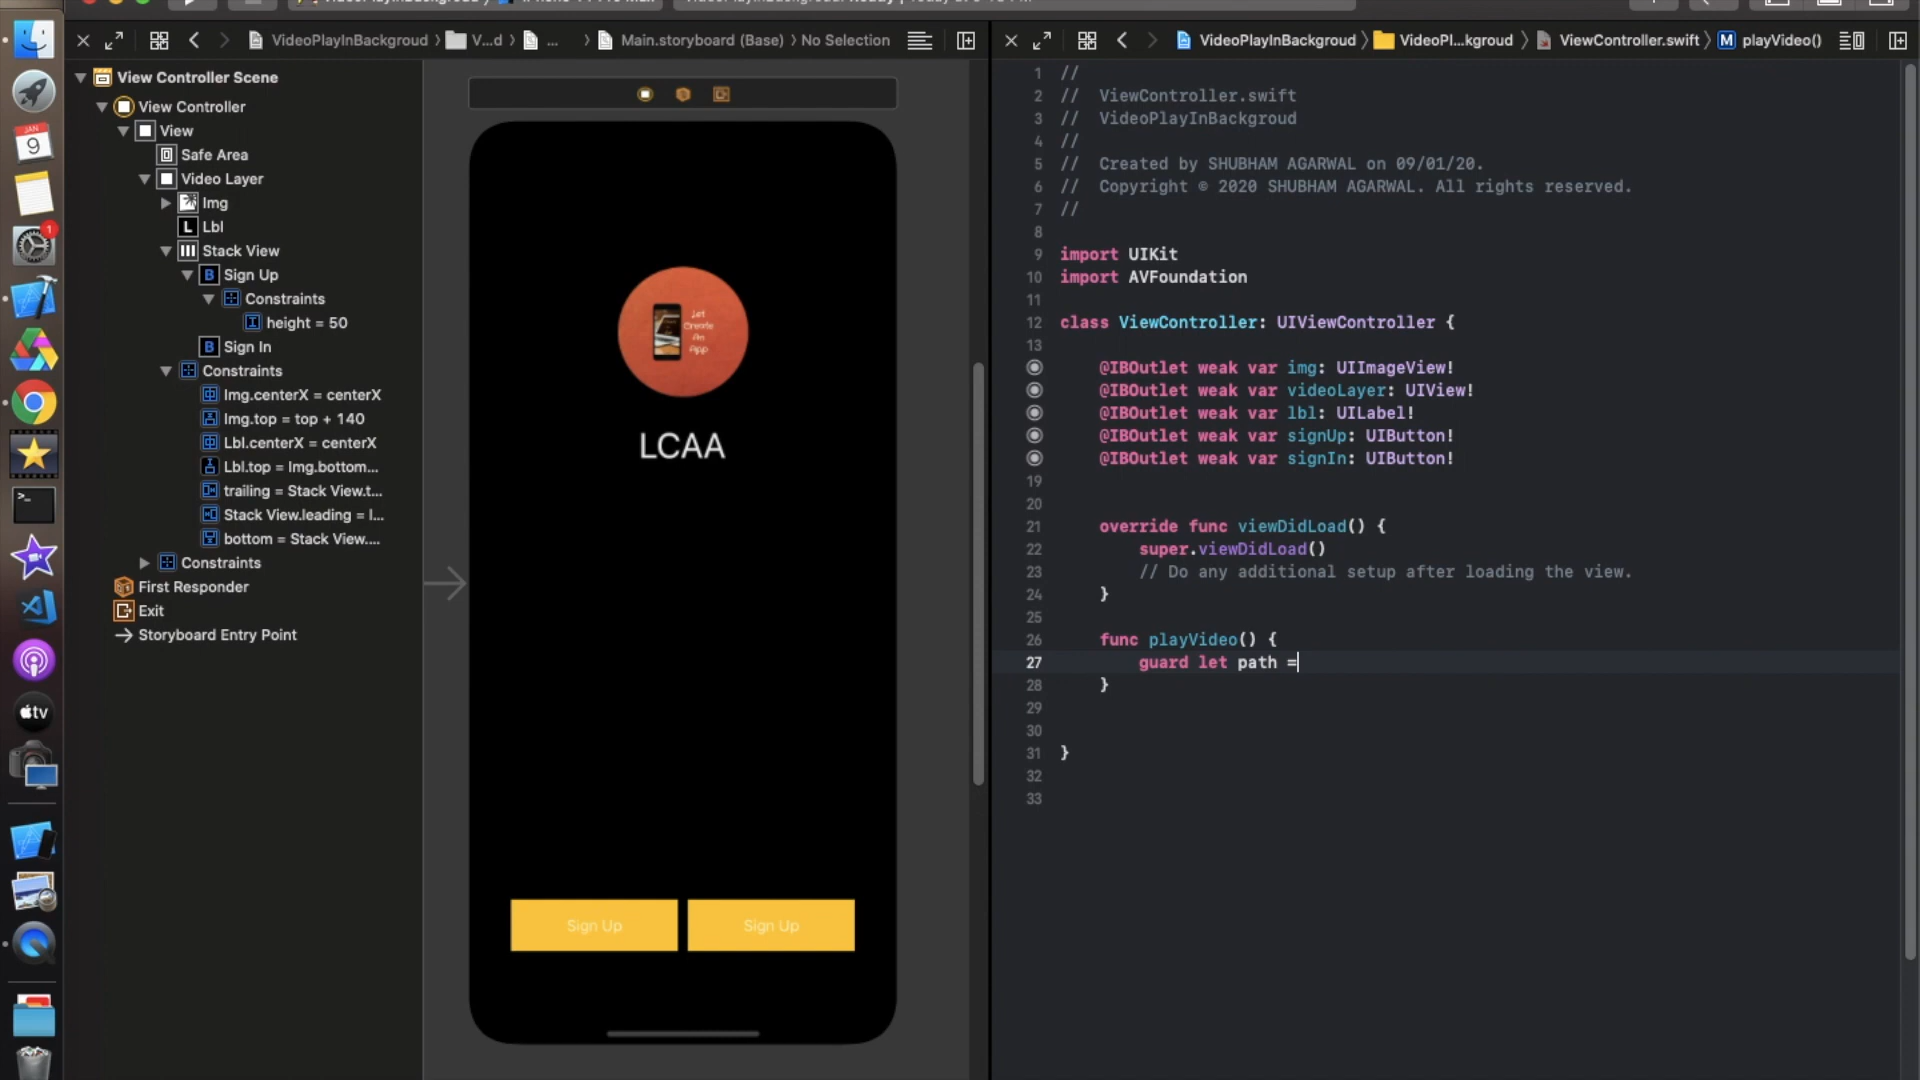 VideoPlayInBackgroud
V...d
...
Main.storyboard (Base)
No Selection
VideoPlayInBackgroud
VideoPl...kgroud
ViewController.swift
M
playVideo()
View Controller Scene
View Controller
View
Safe Area
Video Layer
Img
L Lbl
Stack View
B Sign Up
Constraints
height = 50
B Sign In
Constraints
Img.centerX = centerX
Img.top = top + 140
Lbl.centerX = centerX
Lbl.top = Img.bottom...
trailing = Stack View.t...
Stack View.leading = l...
bottom = Stack View....
Constraints
First Responder
Exit
Storyboard Entry Point
JAN
9
1
tv
Let
Create
An
App
LCAA
Sign Up
Sign Up
1 //
2 //  ViewController.swift
3 //  VideoPlayInBackgroud
4 //
5 //  Created by SHUBHAM AGARWAL on 09/01/20.
6 //  Copyright © 2020 SHUBHAM AGARWAL. All rights reserved.
7 //
8
9 import UIKit
10 import AVFoundation
11
12 class ViewController: UIViewController {
13
@IBOutlet weak var img: UIImageView!
@IBOutlet weak var videoLayer: UIView!
@IBOutlet weak var lbl: UILabel!
@IBOutlet weak var signUp: UIButton!
@IBOutlet weak var signIn: UIButton!
19
20
21 override func viewDidLoad() {
22 super.viewDidLoad()
23 // Do any additional setup after loading the view.
24 }
25
26 func playVideo() {
27 guard let path =
28 }
29
30
31 }
32
33